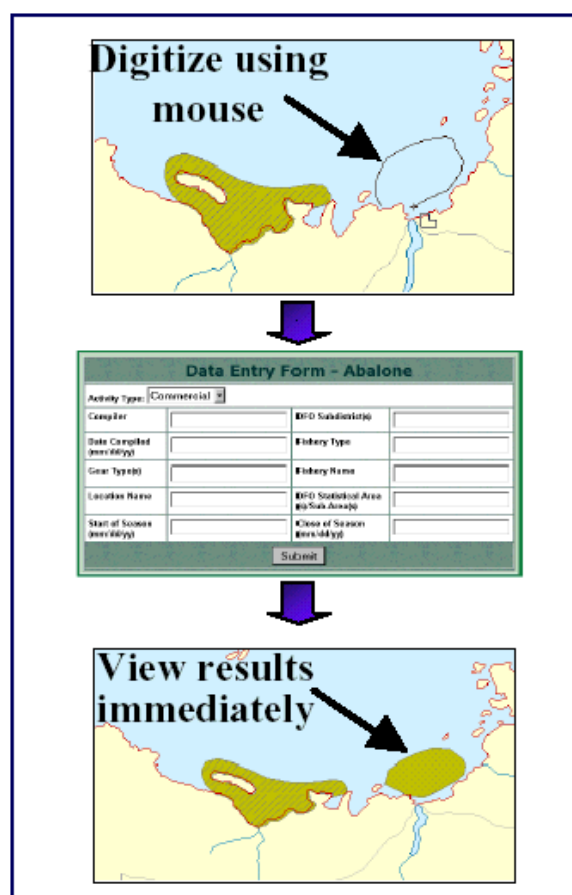 Digitize using
mouse
Data Entry Form - Abalone
Activity Type: Commercial
Compiler DFO Subdistrict(s)
Date Compiled Fishery Type
(mm/dd/yy)
Gear Type(s) Fishery Name
Location Name DFO Statistical Area
(s)/Sub Area(s)
Start of Season Close of Season
(mm/dd/yy) (mm/dd/yy)
Submit
View results
immediately